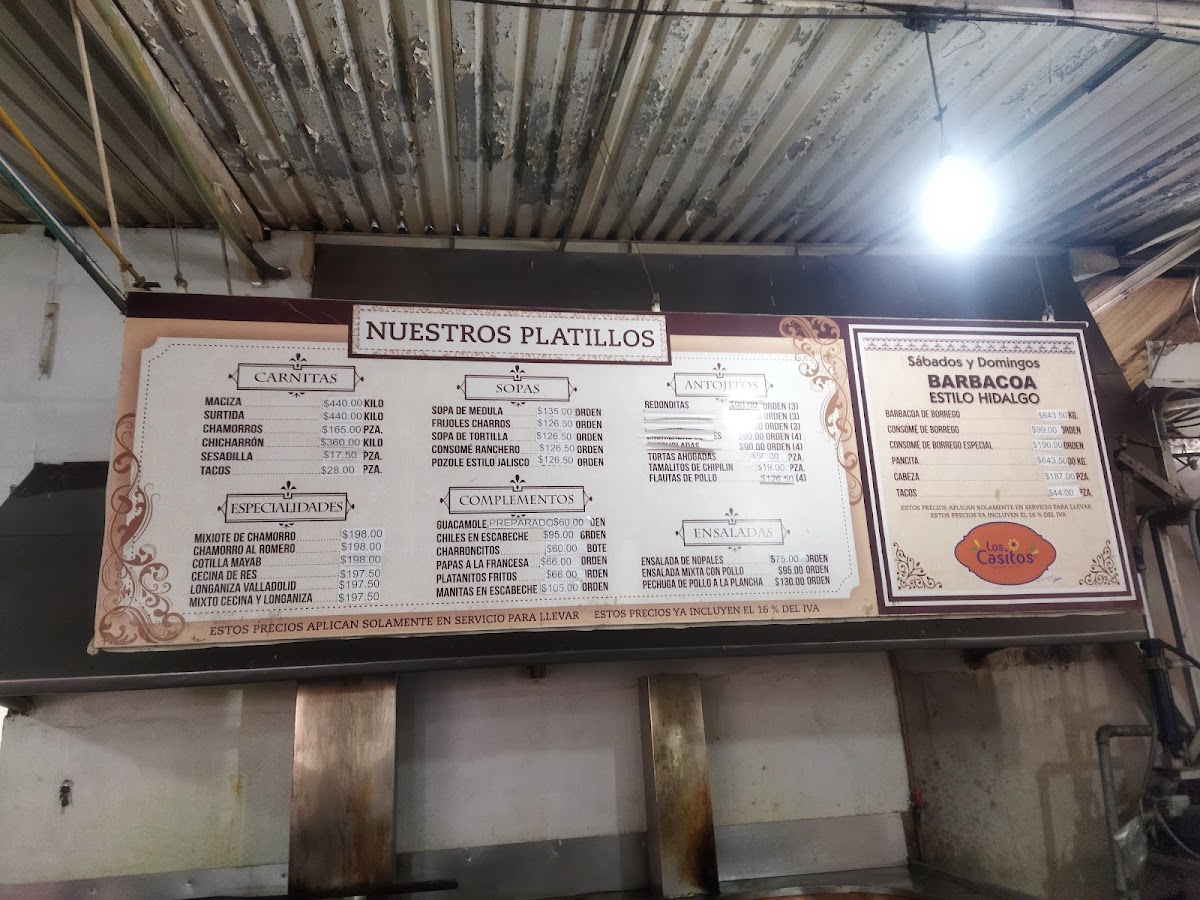 NUESTROS PLATILLOS
CARNITAS
MACIZA $440.00 KILO
SURTIDA $440.00 KILO
CHAMORROS $165.00 PZA.
CHICHARRÓN $360.00 KILO
SESADILLA $17.50 PZA.
TACOS $28.00 PZA.
ESPECIALIDADES
MIXIOTE DE CHAMORRO $198.00
CHAMORRO AL ROMERO $198.00
COTILLA MAYAB $198.00
CECINA DE RES $197.50
LONGANIZA VALLADOLID $197.50
MIXTO CECINA Y LONGANIZA $197.50
SOPAS
SOPA DE MEDULA $135.00 ORDEN
FRIJOLES CHARROS $126.50 ORDEN
SOPA DE TORTILLA $126.50 ORDEN
CONSOMÉ RANCHERO $126.50 ORDEN
POZOLE ESTILO JALISCO $126.50 ORDEN
COMPLEMENTOS
GUACAMOLE PREPARADO $60.00 DEN
CHILES EN ESCABECHE $95.00 ORDEN
CHARRONCITOS $60.00 BOTE
PAPAS A LA FRANCESA $66.00 ORDEN
PLATANITOS FRITOS $66.00 ORDEN
MANITAS EN ESCABECHE $105.00 ORDEN
ANTOJITOS
REDONDITAS $90.00 ORDEN (3)
ORDEN (3)
00 ORDEN (3)
$90.00 ORDEN (4)
$90.00 ORDEN (4)
TORTAS AHOGADAS PZA.
TAMALITOS DE CHIPILIN $19.00 PZA.
FLAUTAS DE POLLO $126.50 (4)
ENSALADAS
ENSALADA DE NOPALES $75.00 ORDEN
ENSALADA MIXTA CON POLLO $95.00 ORDEN
PECHUGA DE POLLO A LA PLANCHA $130.00 ORDEN
ESTOS PRECIOS APLICAN SOLAMENTE EN SERVICIO PARA LLEVAR ESTOS PRECIOS YA INCLUYEN EL 16 % DEL IVA
Sábados y Domingos
BARBACOA
ESTILO HIDALGO
BARBACOA DE BORREGO $643.50 KG.
CONSOMÉ DE BORREGO $99.00 ORDEN
CONSOMÉ DE BORREGO ESPECIAL $190.00 ORDEN
PANCITA $643.50 00 KG.
CABEZA $187.00 PZA.
TACOS $44.00 PZA.
ESTOS PRECIOS APLICAN SOLAMENTE EN SERVICIO PARA LLEVAR
ESTOS PRECIOS YA INCLUYEN EL 16 % DEL IVA
Los
Casitos